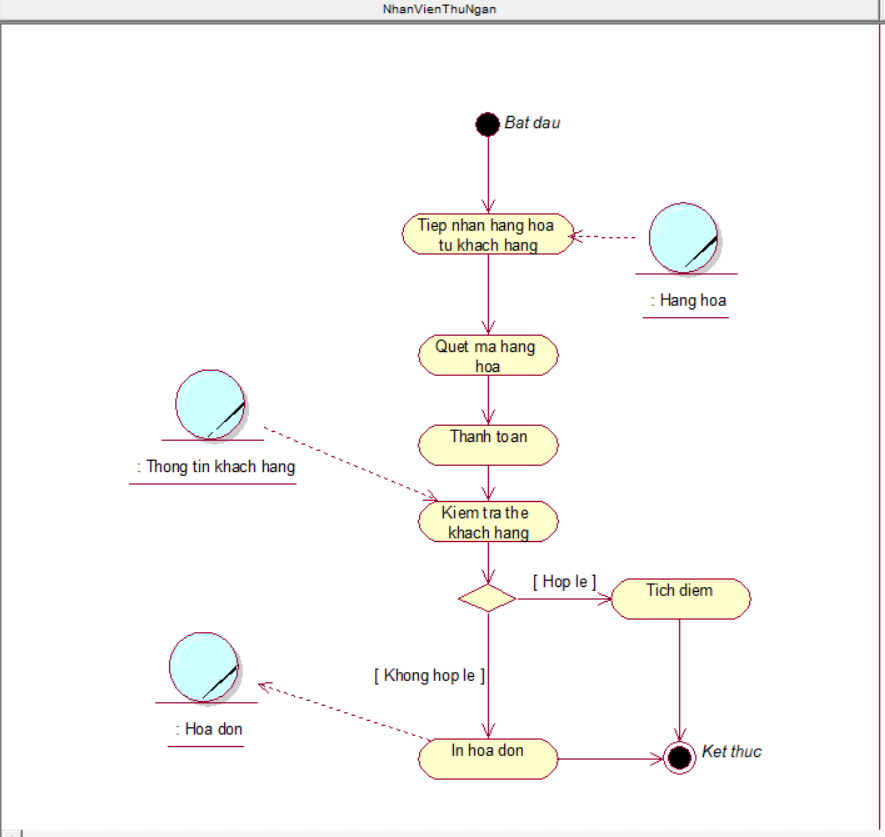 NhanVienThuNgan
Bat dau
Tiep nhan hang hoa
tu khach hang
: Hang hoa
Quet ma hang
hoa
Thanh toan
: Thong tin khach hang
Kiem tra the
khach hang
[ Hop le ]
Tich diem
[ Khong hop le ]
: Hoa don
In hoa don
Ket thuc